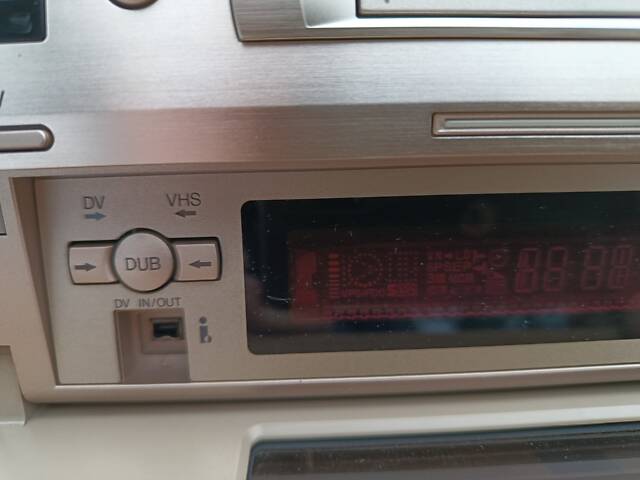 DV VHS
DUB
DV IN/OUT
i.